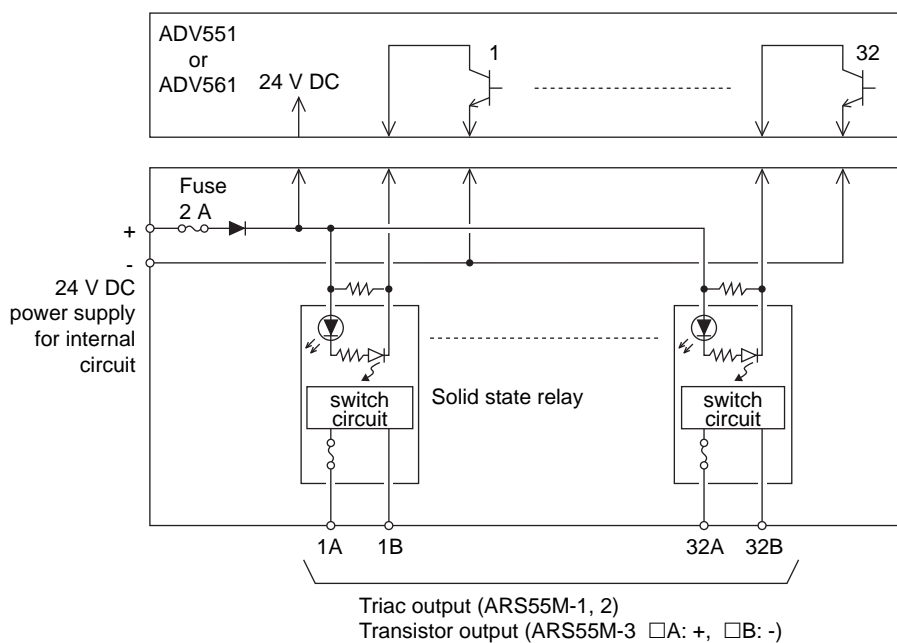 ADV551
or
ADV561
24 V DC
1
32
Fuse
2 A
+
-
24 V DC
power supply
for internal
circuit
switch
circuit
Solid state relay
switch
circuit
1A 1B 32A 32B
Triac output (ARS55M-1, 2)
Transistor output (ARS55M-3 □A: +, □B: -)